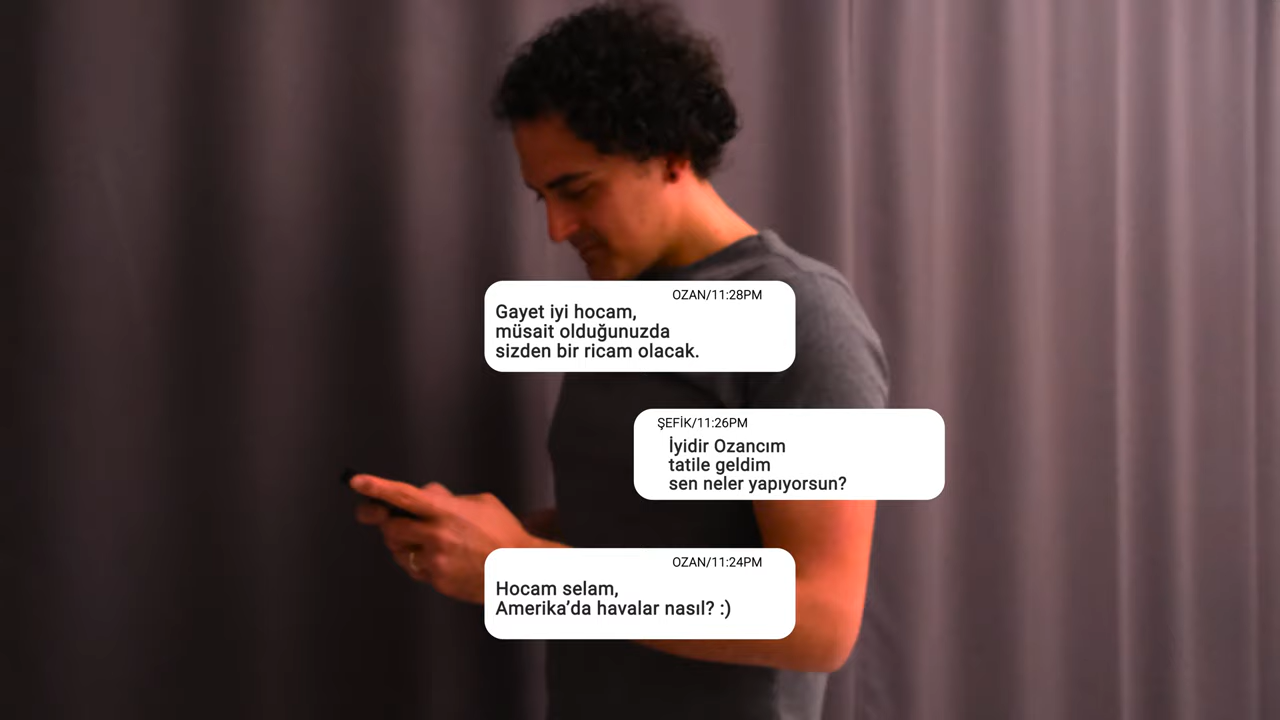 OZAN/11:28PM
Gayet iyi hocam,
müsait olduğunuzda
sizden bir ricam olacak.
ŞEFİK/11:26PM
İyidir Ozancım
tatile geldim
sen neler yapıyorsun?
OZAN/11:24PM
Hocam selam,
Amerika’da havalar nasıl? :)